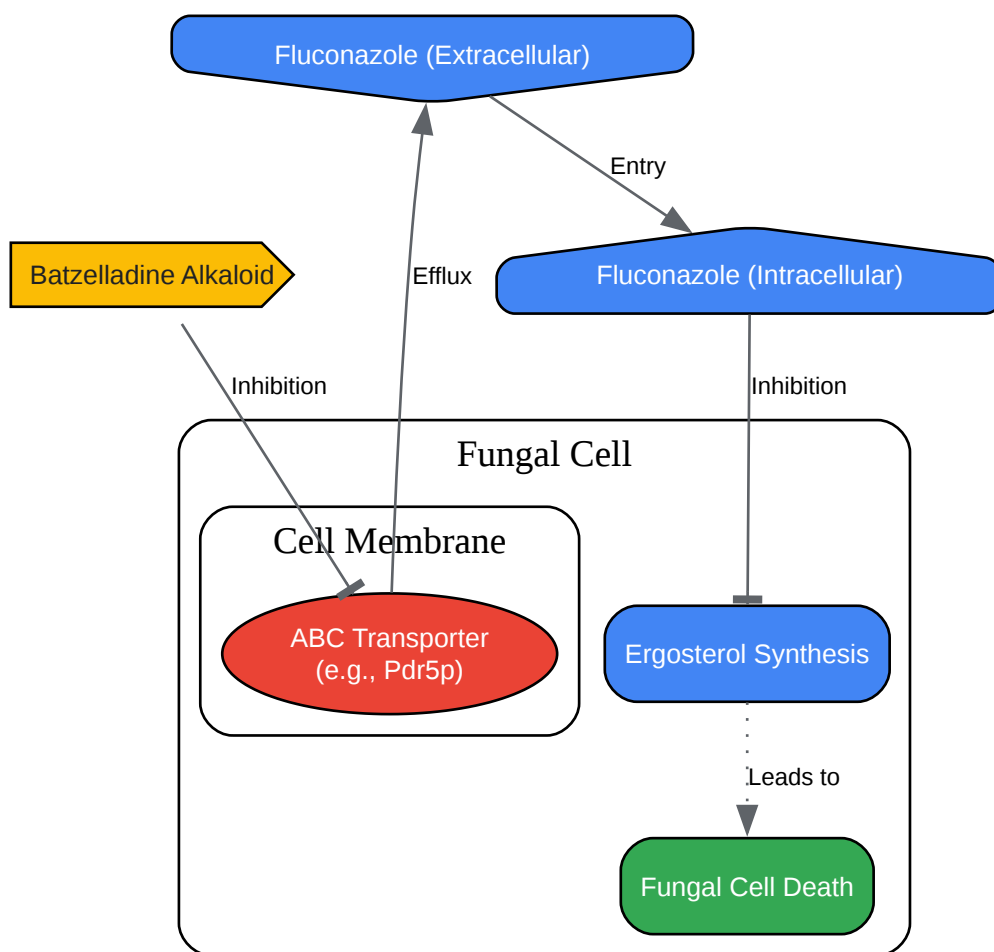 Fluconazole (Extracellular)
Entry
Batzelladine Alkaloid
Efflux
Fluconazole (Intracellular)
Inhibition
Inhibition
Fungal Cell
Cell Membrane
ABC Transporter
(e.g., Pdr5p)
Ergosterol Synthesis
Leads to
Fungal Cell Death